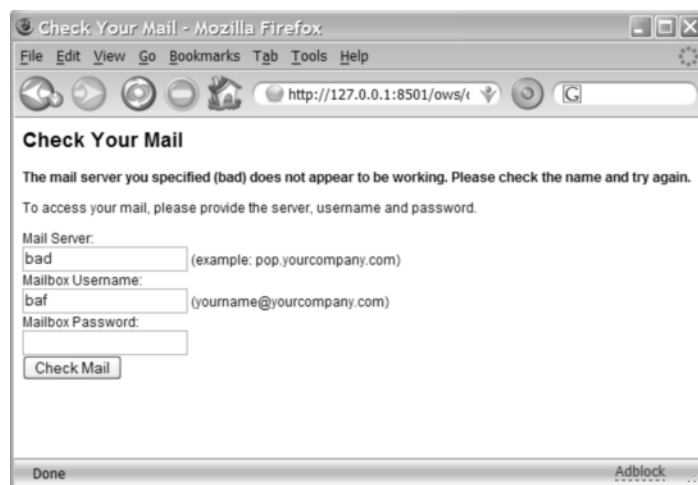 Check Your Mail - Mozilla Firefox
File Edit View Go Bookmarks Tab Tools Help
http://127.0.0.1:8501/ows/ G
Check Your Mail
The mail server you specified (bad) does not appear to be working. Please check the name and try again.
To access your mail, please provide the server, username and password.
Mail Server:
bad (example: pop.yourcompany.com)
Mailbox Username:
baf (yourname@yourcompany.com)
Mailbox Password:
Check Mail
Done Adblock